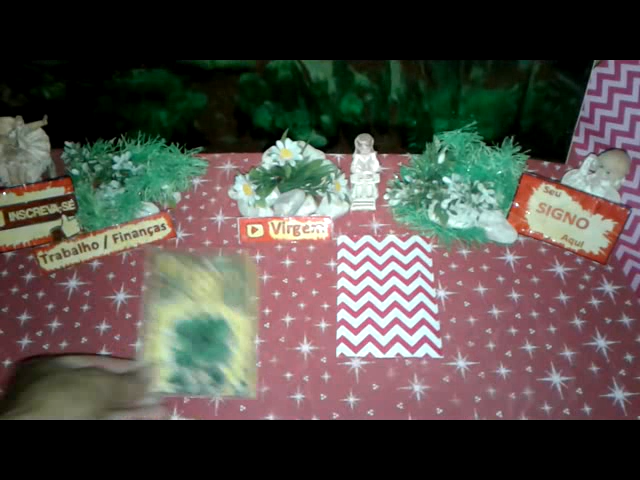 INSCREVA-SE
Trabalho / Finanças
Virgem
Seu
SIGNO
Aqui